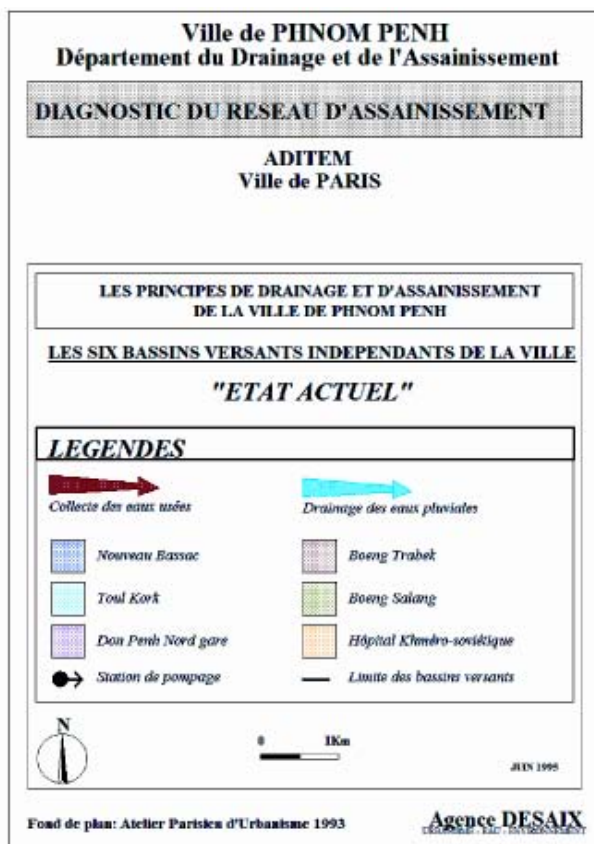 Ville de PHNOM PENH
Département du Drainage et de l'Assainissement
DIAGNOSTIC DU RESEAU D'ASSAINISSEMENT
ADITEM
Ville de PARIS
LES PRINCIPES DE DRAINAGE ET D'ASSAINISSEMENT
DE LA VILLE DE PHNOM PENH
LES SIX BASSINS VERSANTS INDEPENDANTS DE LA VILLE
"ETAT ACTUEL"
LEGENDES
Collecte des eaux usées
Drainage des eaux pluviales
Nouveau Bassac
Boeng Trabek
Toul Kork
Boeng Salang
Don Penh Nord gare
Hôpital Khméro-soviétique
Station de pompage
Limite des bassins versants
N
0 1Km
JUIN 1995
Fond de plan: Atelier Parisien d'Urbanisme 1993
Agence DESAIX